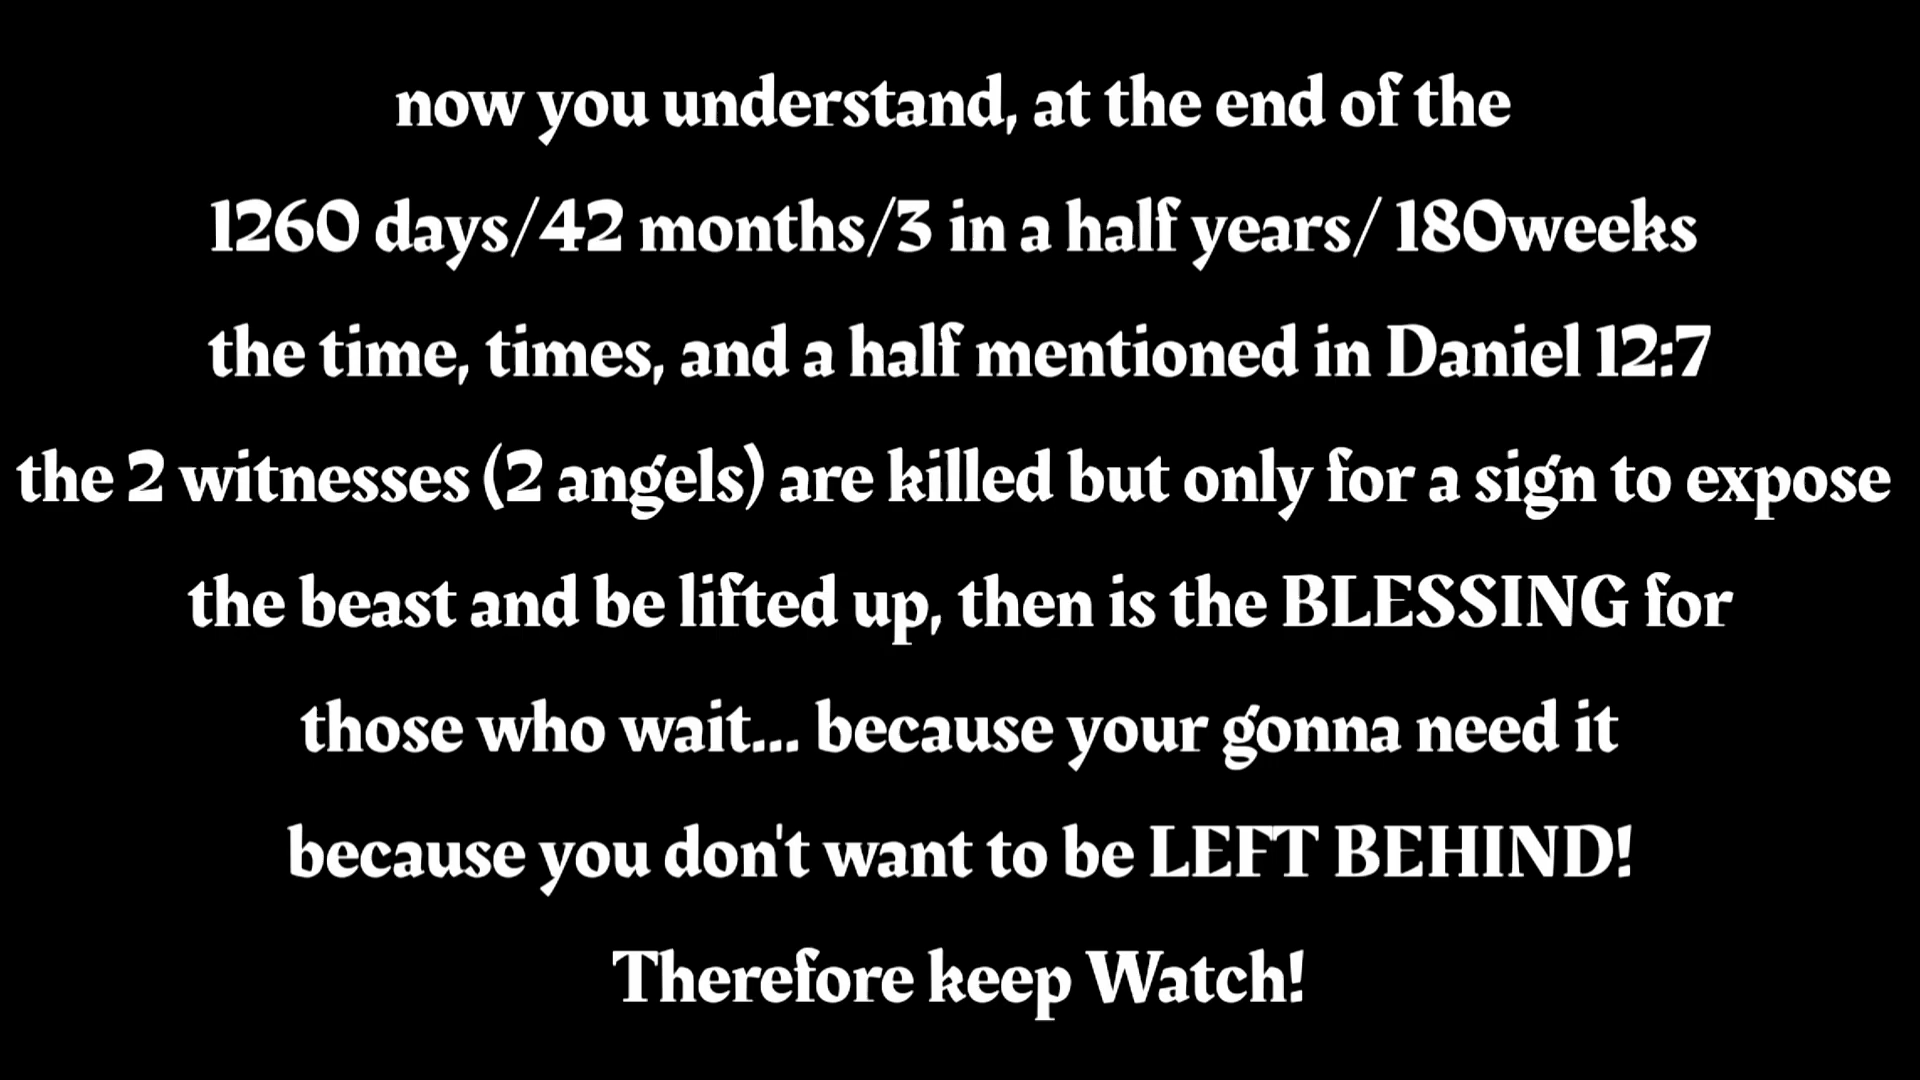 now you understand, at the end of the
1260 days/42 months/3 in a half years/ 180weeks
the time, times, and a half mentioned in Daniel 12:7
the 2 witnesses (2 angels) are killed but only for a sign to expose
the beast and be lifted up, then is the BLESSING for
those who wait... because your gonna need it
because you don't want to be LEFT BEHIND!
Therefore keep Watch!